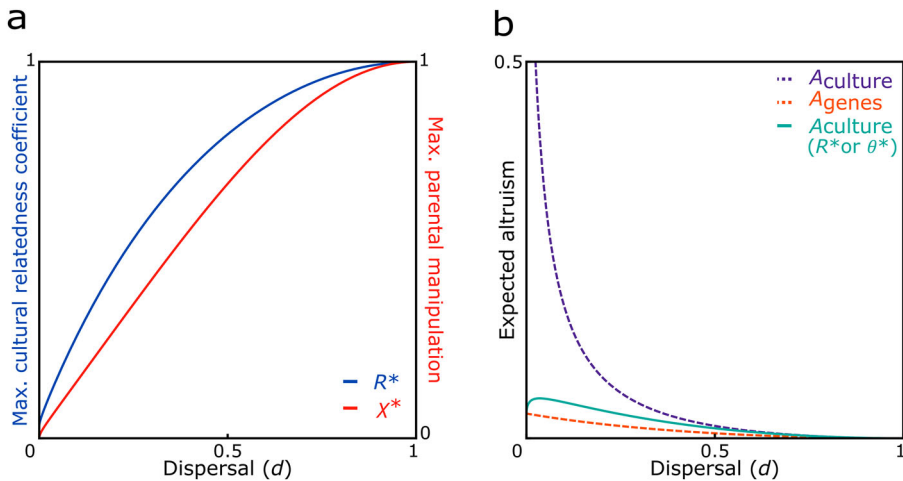 a
Max. cultural relatedness coefficient
1
1
Max. parental manipulation
R*
X*
0
0
0.5
1
Dispersal (d)
b
0.5
Expected altruism
Aculture
Agenes
Aculture
(R*or θ*)
0
0.5
1
Dispersal (d)